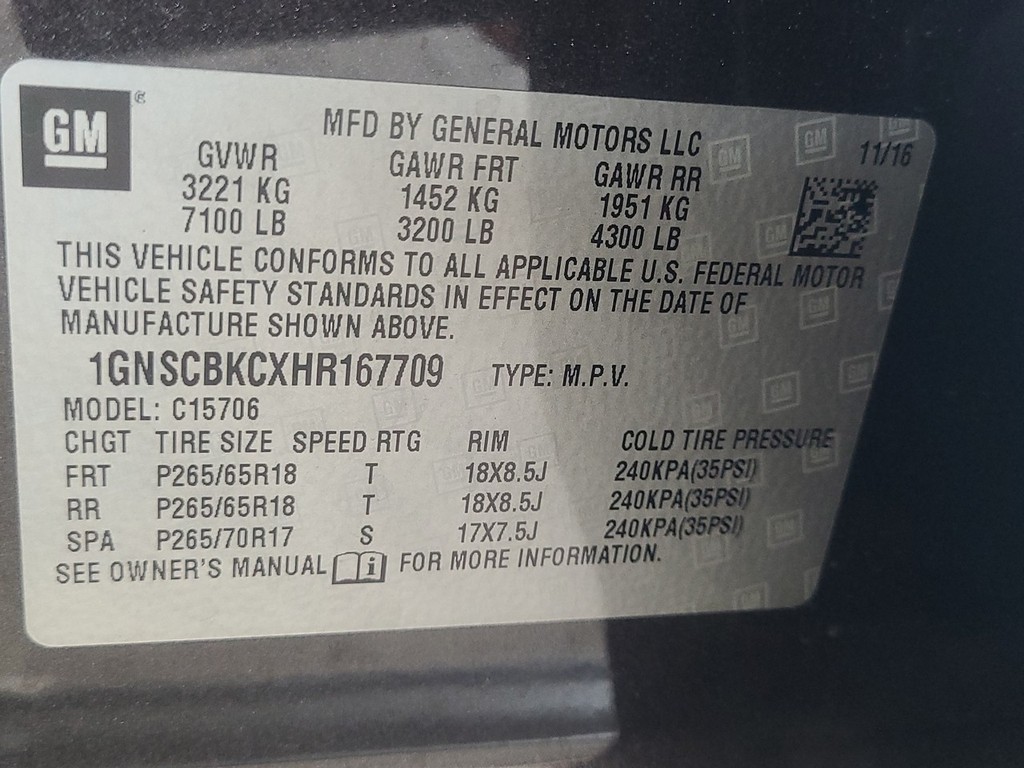 GM
MFD BY GENERAL MOTORS LLC
11/16
GVWR GAWR FRT GAWR RR
3221 KG 1452 KG 1951 KG
7100 LB 3200 LB 4300 LB
THIS VEHICLE CONFORMS TO ALL APPLICABLE U.S. FEDERAL MOTOR
VEHICLE SAFETY STANDARDS IN EFFECT ON THE DATE OF
MANUFACTURE SHOWN ABOVE.
1GNSCBKCXHR167709 TYPE: M.P.V.
MODEL: C15706
CHGT TIRE SIZE SPEED RTG RIM COLD TIRE PRESSURE
FRT P265/65R18 T 18X8.5J 240KPA(35PSI)
RR P265/65R18 T 18X8.5J 240KPA(35PSI)
SPA P265/70R17 S 17X7.5J 240KPA(35PSI)
SEE OWNER'S MANUAL i FOR MORE INFORMATION.